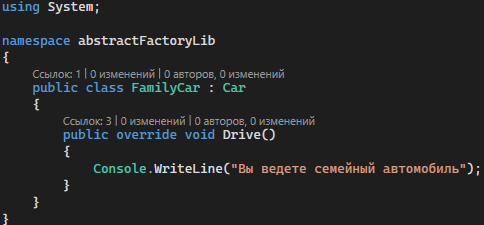 using System;
namespace abstractFactoryLib
{
Ссылок: 1 | 0 изменений | 0 авторов, 0 изменений
public class FamilyCar : Car
{
Ссылок: 3 | 0 изменений | 0 авторов, 0 изменений
public override void Drive()
{
Console.WriteLine("Вы ведете семейный автомобиль");
}
}
}